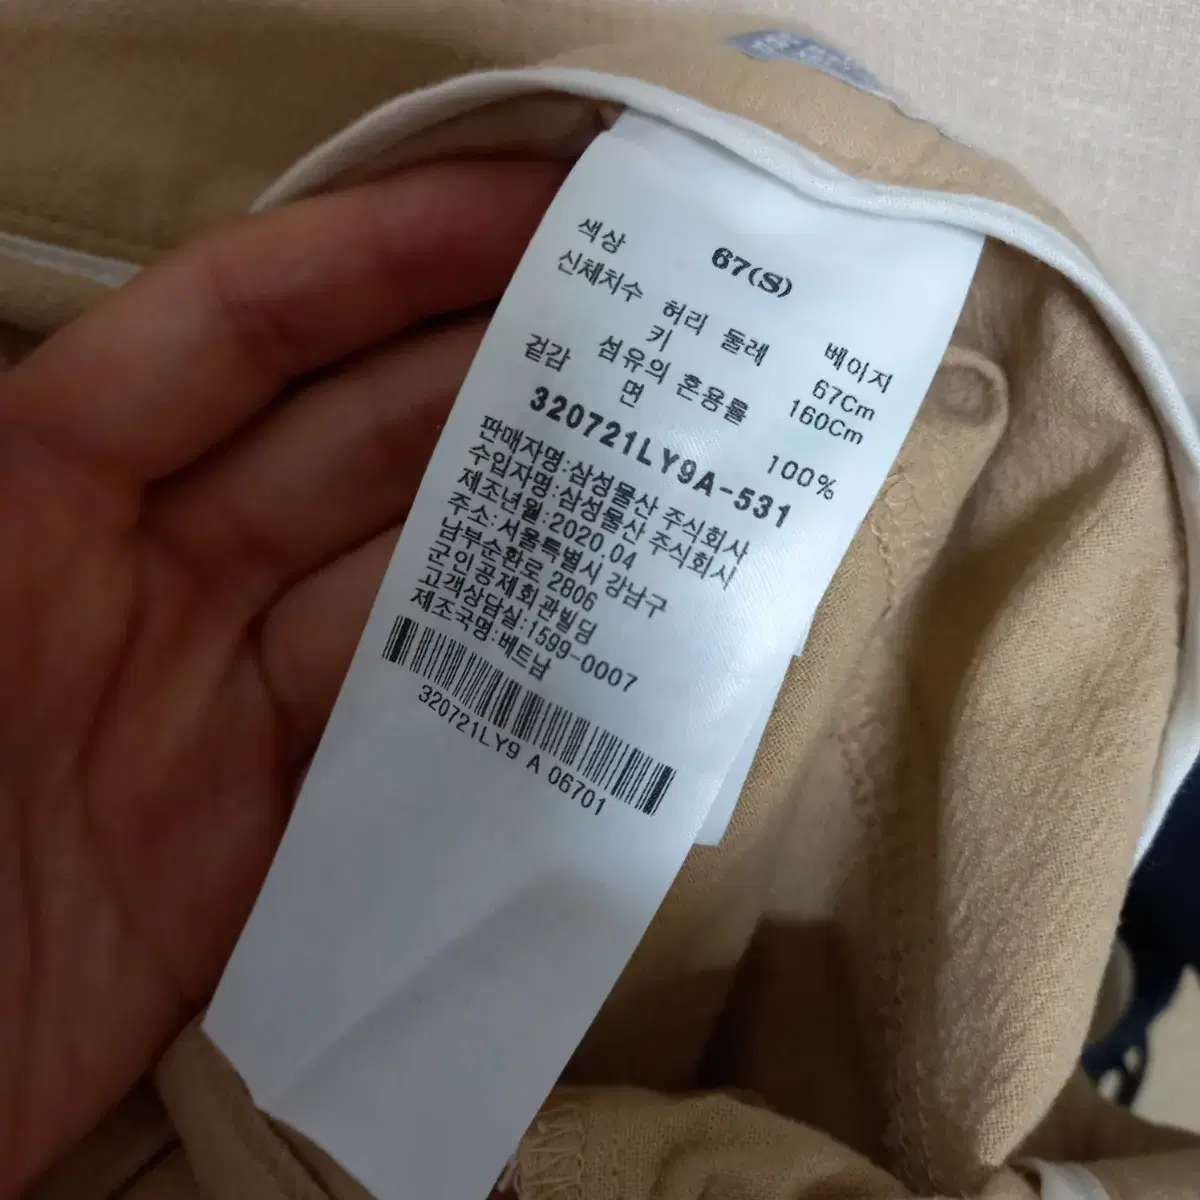 67(S)
색상 베이지
신체치수 허리 둘레 67Cm
키 160Cm
섬유의 혼용률
겉감 면 100%
320721LY9A-531
판매자명:삼성물산 주식회사
수입자명:삼성물산 주식회사
제조년월:2020.04
주소:서울특별시 강남구
남부순환로 2806
군인공제회관빌딩
고객상담실:1599-0007
제조국명:베트남
320721LY9 A 06701